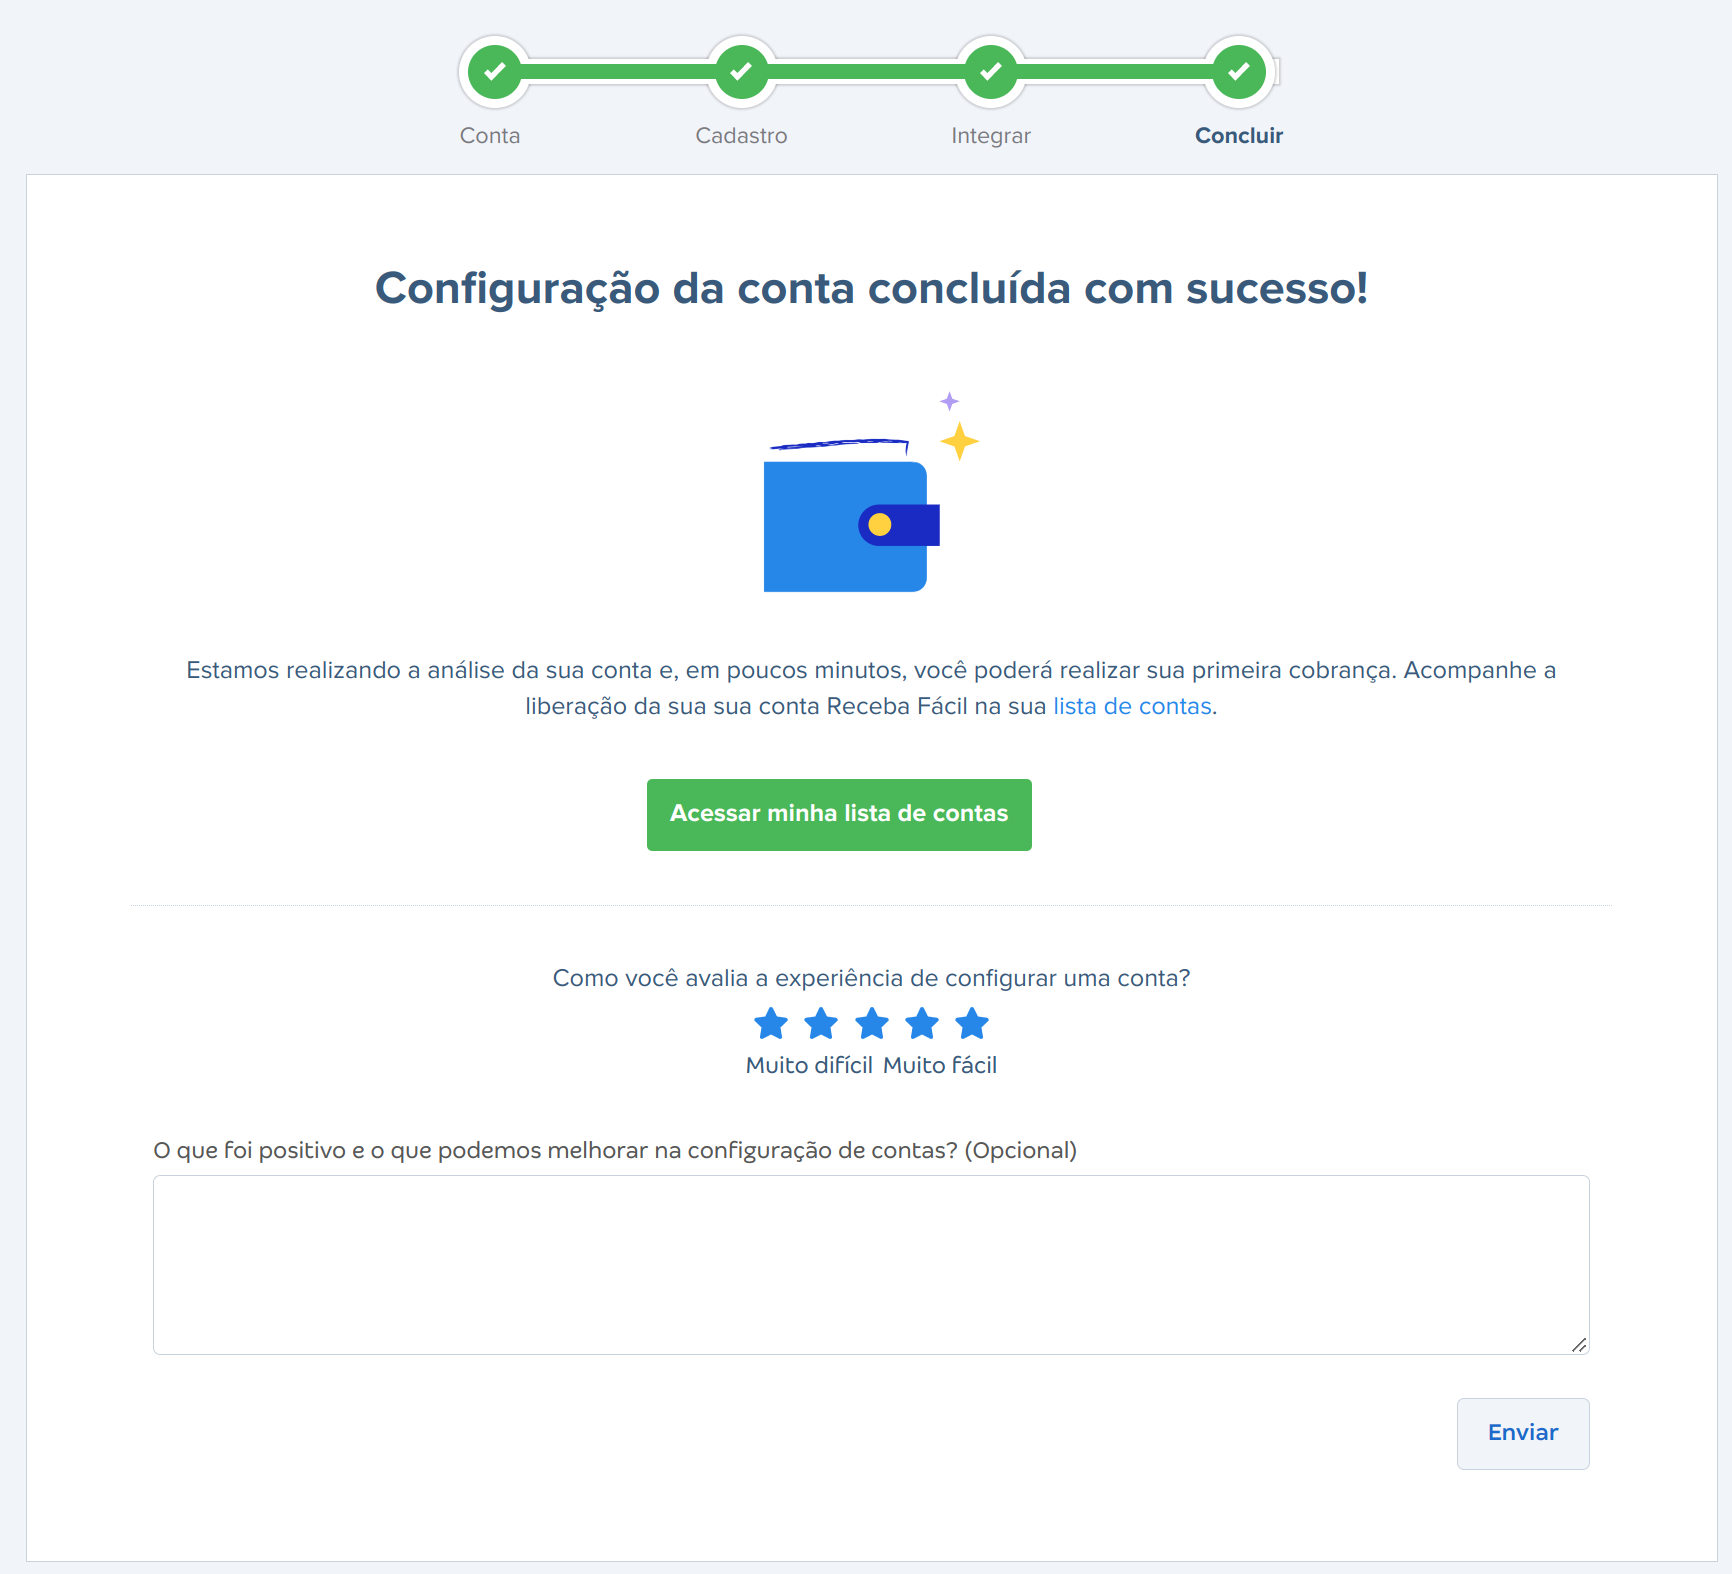 Conta
Cadastro
Integrar
Concluir
Configuração da conta concluída com sucesso!
Estamos realizando a análise da sua conta e, em poucos minutos, você poderá realizar sua primeira cobrança. Acompanhe a
liberação da sua sua conta Receba Fácil na sua lista de contas.
Acessar minha lista de contas
Como você avalia a experiência de configurar uma conta?
Muito difícil Muito fácil
O que foi positivo e o que podemos melhorar na configuração de contas? (Opcional)
Enviar